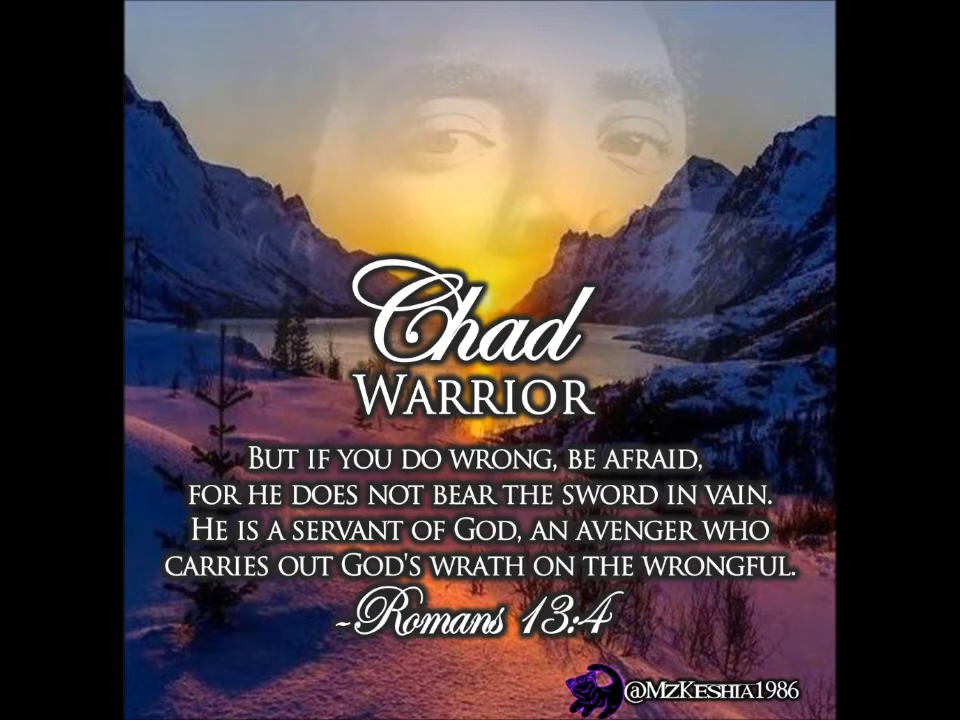 Chad
Warrior
But if you do wrong, be afraid,
for he does not bear the sword in vain.
He is a servant of God, an avenger who
carries out God's wrath on the wrongful.
-Romans 13:4
@MzKeshia1986